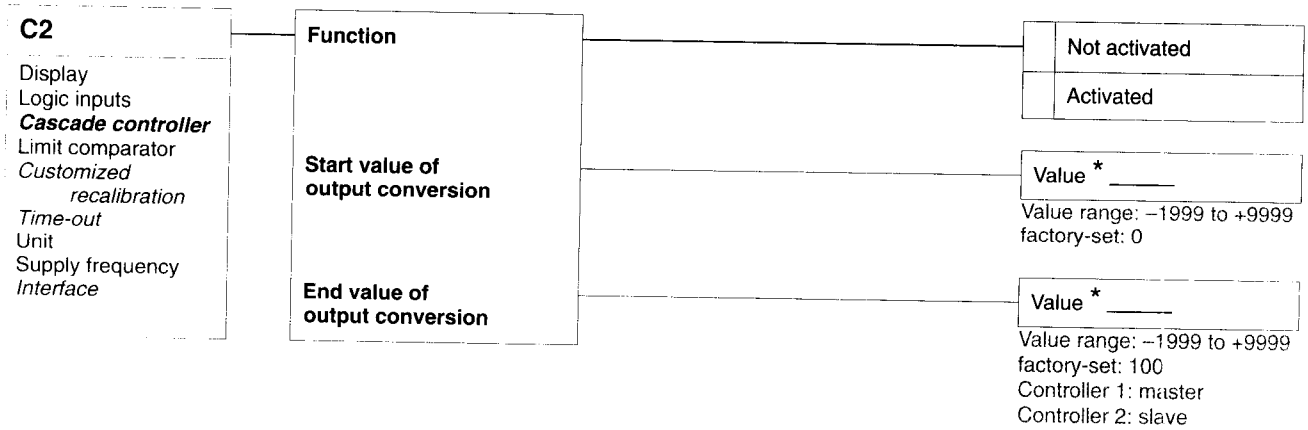 C2
Display
Logic inputs
Cascade controller
Limit comparator
Customized
recalibration
Time-out
Unit
Supply frequency
Interface
Function
Start value of
output conversion
End value of
output conversion
Not activated
Activated
Value * _____
Value range: –1999 to +9999
factory-set: 0
Value * _____
Value range: –1999 to +9999
factory-set: 100
Controller 1: master
Controller 2: slave